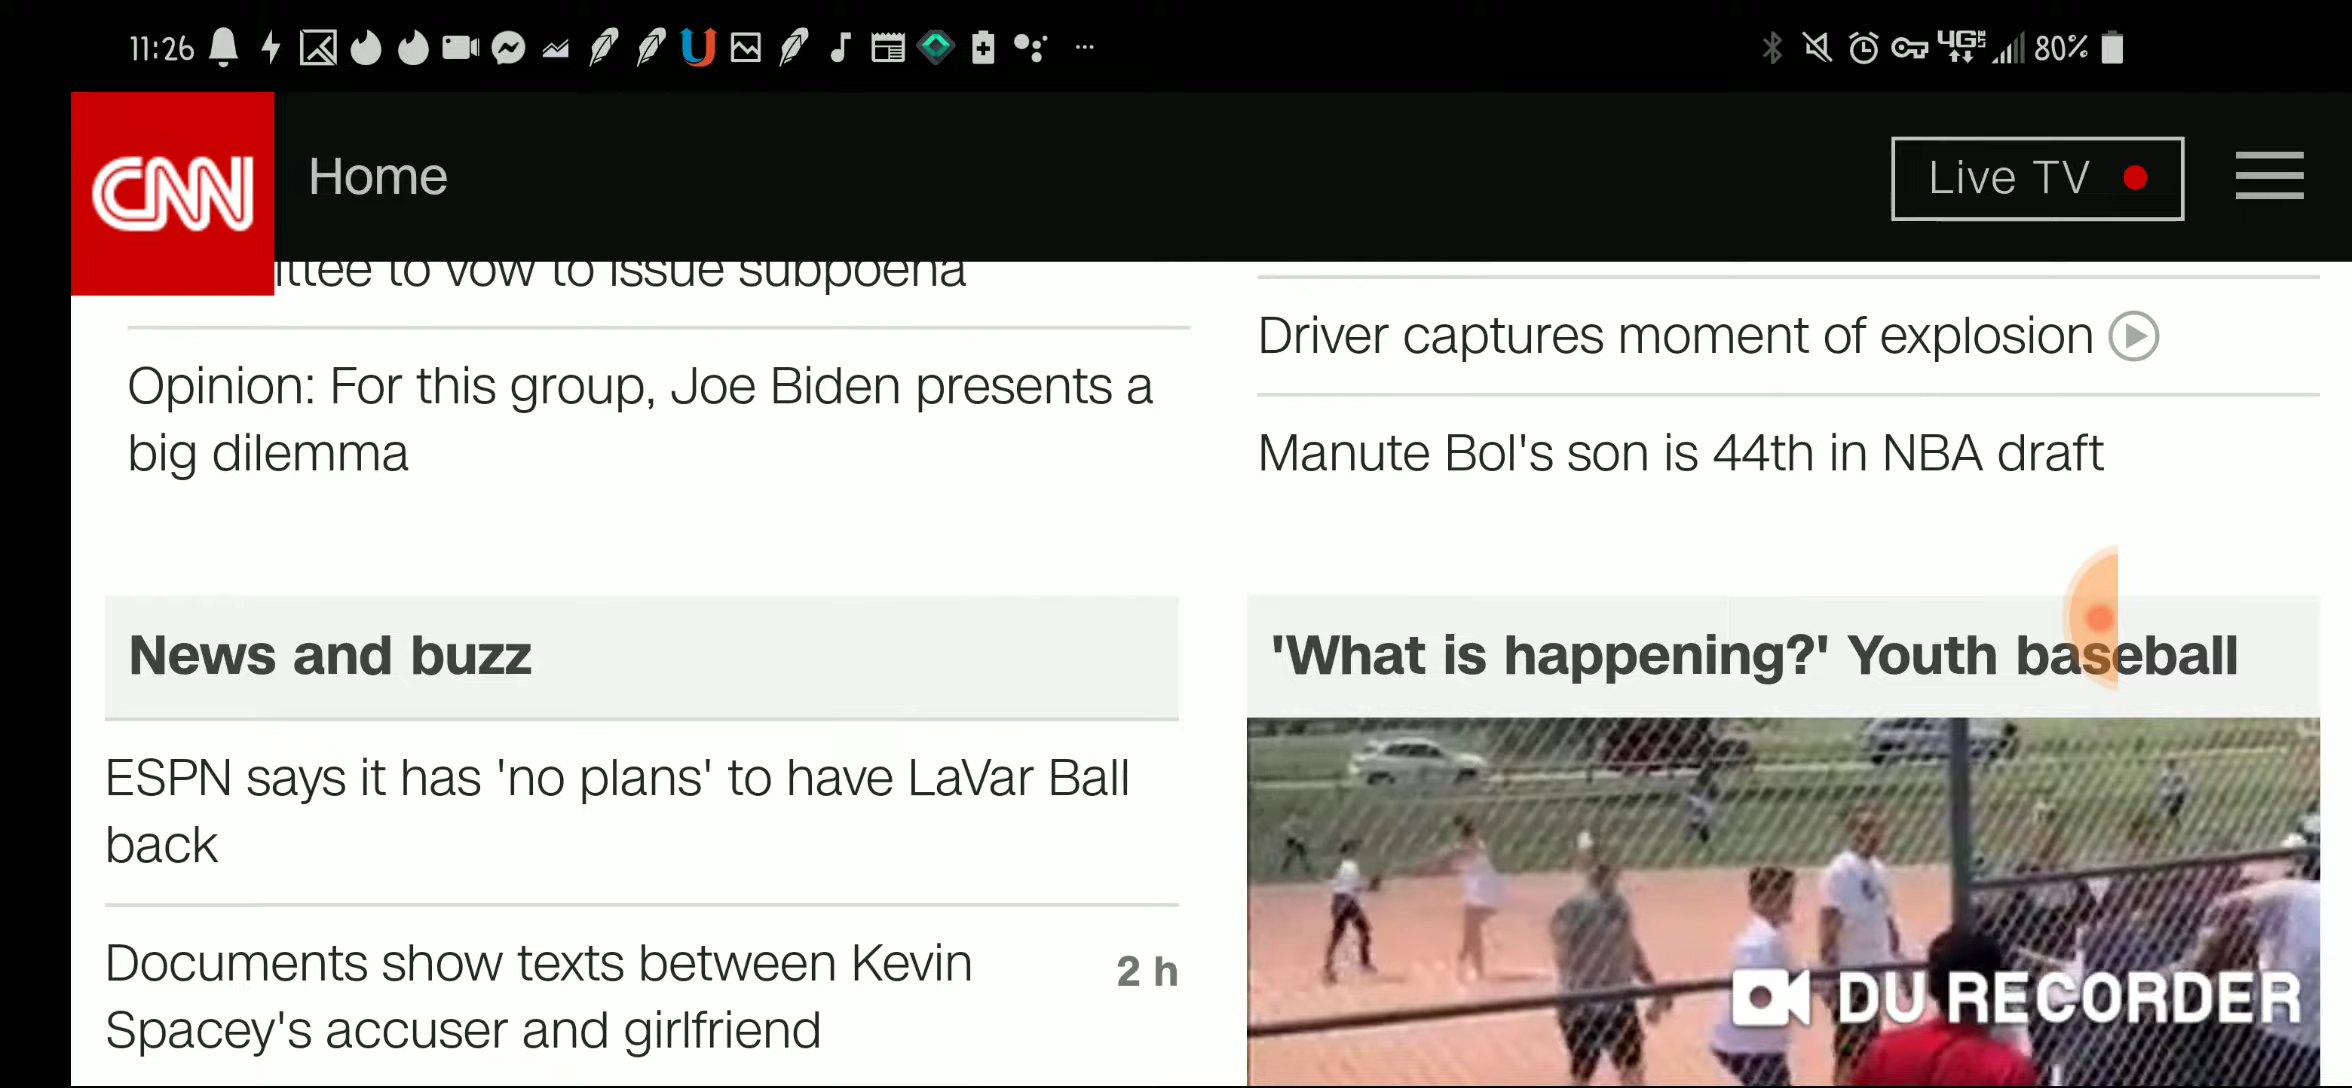 11:26
4G LTE 80%
CNN Home
Live TV
ittee to vow to issue subpoena
Opinion: For this group, Joe Biden presents a
big dilemma
News and buzz
ESPN says it has 'no plans' to have LaVar Ball
back
Documents show texts between Kevin
2 h
Spacey's accuser and girlfriend
Driver captures moment of explosion
Manute Bol's son is 44th in NBA draft
'What is happening?' Youth baseball
DU RECORDER